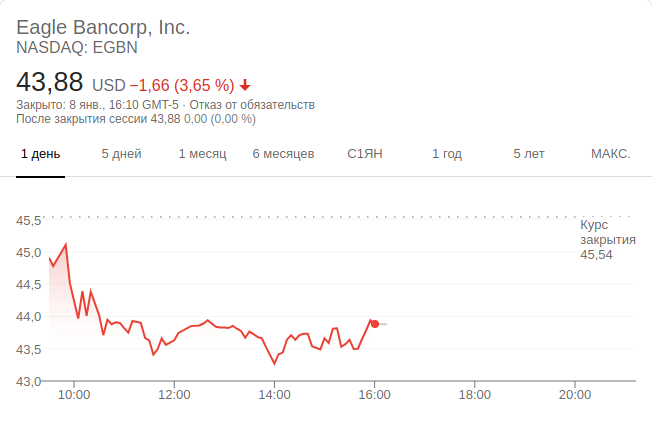 Eagle Bancorp, Inc.
NASDAQ: EGBN
43,88 USD −1,66 (3,65 %)
Закрыто: 8 янв., 16:10 GMT-5 · Отказ от обязательств
После закрытия сессии 43,88 0,00 (0,00 %)
1 день 5 дней 1 месяц 6 месяцев С1ЯН 1 год 5 лет МАКС.
45,5
Курс
закрытия
45,54
45,0
44,5
44,0
43,5
43,0
10:00 12:00 14:00 16:00 18:00 20:00